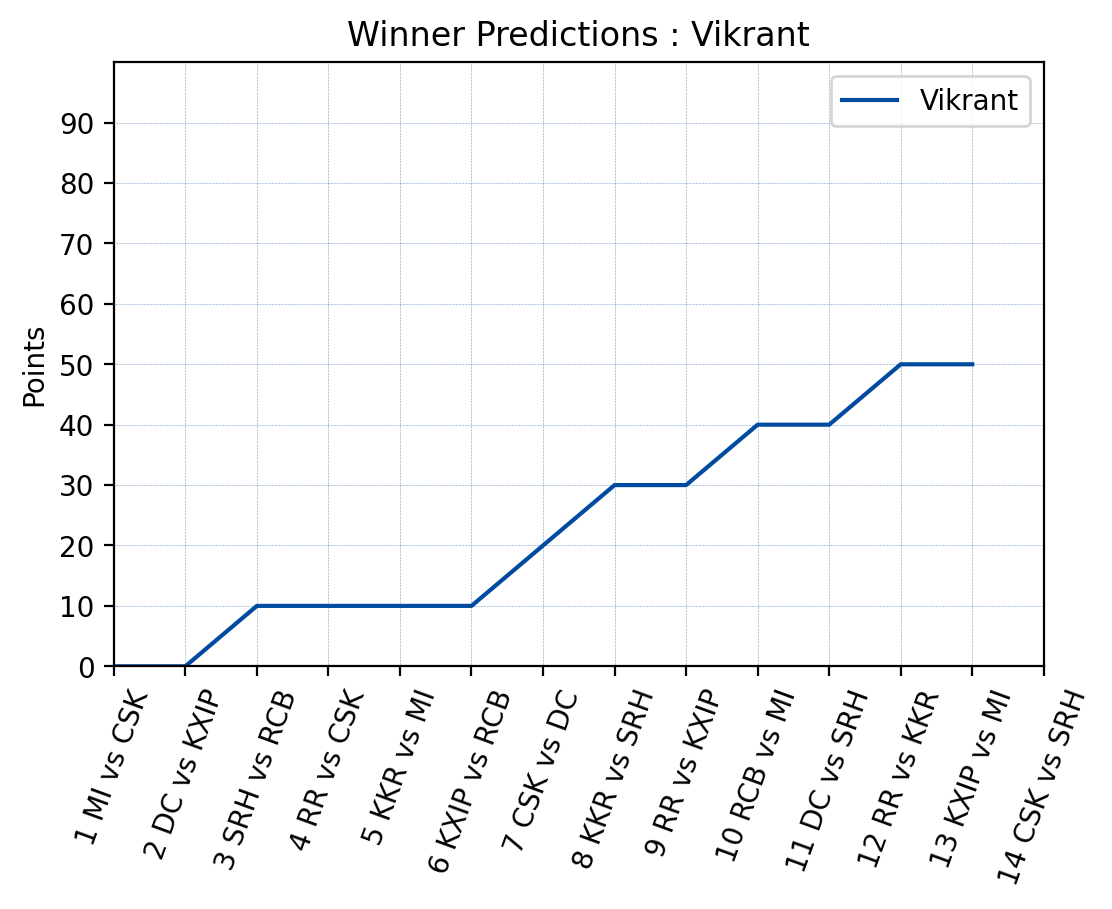 Winner Predictions : Vikrant
Vikrant
Points
90
80
70
60
50
40
30
20
10
0
1 MI vs CSK
2 DC vs KXIP
3 SRH vs RCB
4 RR vs CSK
5 KKR vs MI
6 KXIP vs RCB
7 CSK vs DC
8 KKR vs SRH
9 RR vs KXIP
10 RCB vs MI
11 DC vs SRH
12 RR vs KKR
13 KXIP vs MI
14 CSK vs SRH